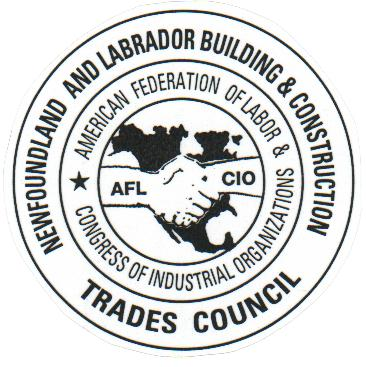 NEWFOUNDLAND AND LABRADOR BUILDING & CONSTRUCTION
TRADES COUNCIL
AMERICAN FEDERATION OF LABOR &
CONGRESS OF INDUSTRIAL ORGANIZATIONS
AFL CIO